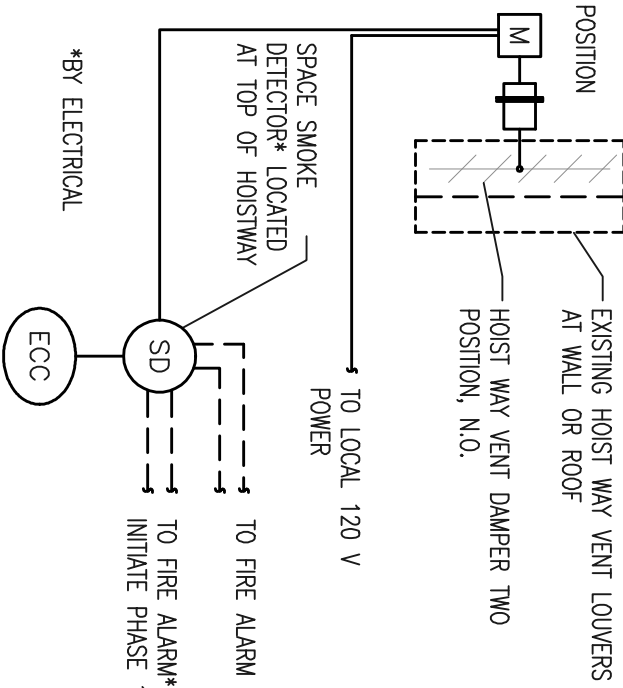 POSITION
M
EXISTING HOIST WAY VENT LOUVERS
AT WALL OR ROOF
HOIST WAY VENT DAMPER TWO
POSITION, N.O.
TO LOCAL 120 V
POWER
SPACE SMOKE
DETECTOR* LOCATED
AT TOP OF HOISTWAY
SD
TO FIRE ALARM
TO FIRE ALARM*
INITIATE PHASE
ECC
*BY ELECTRICAL